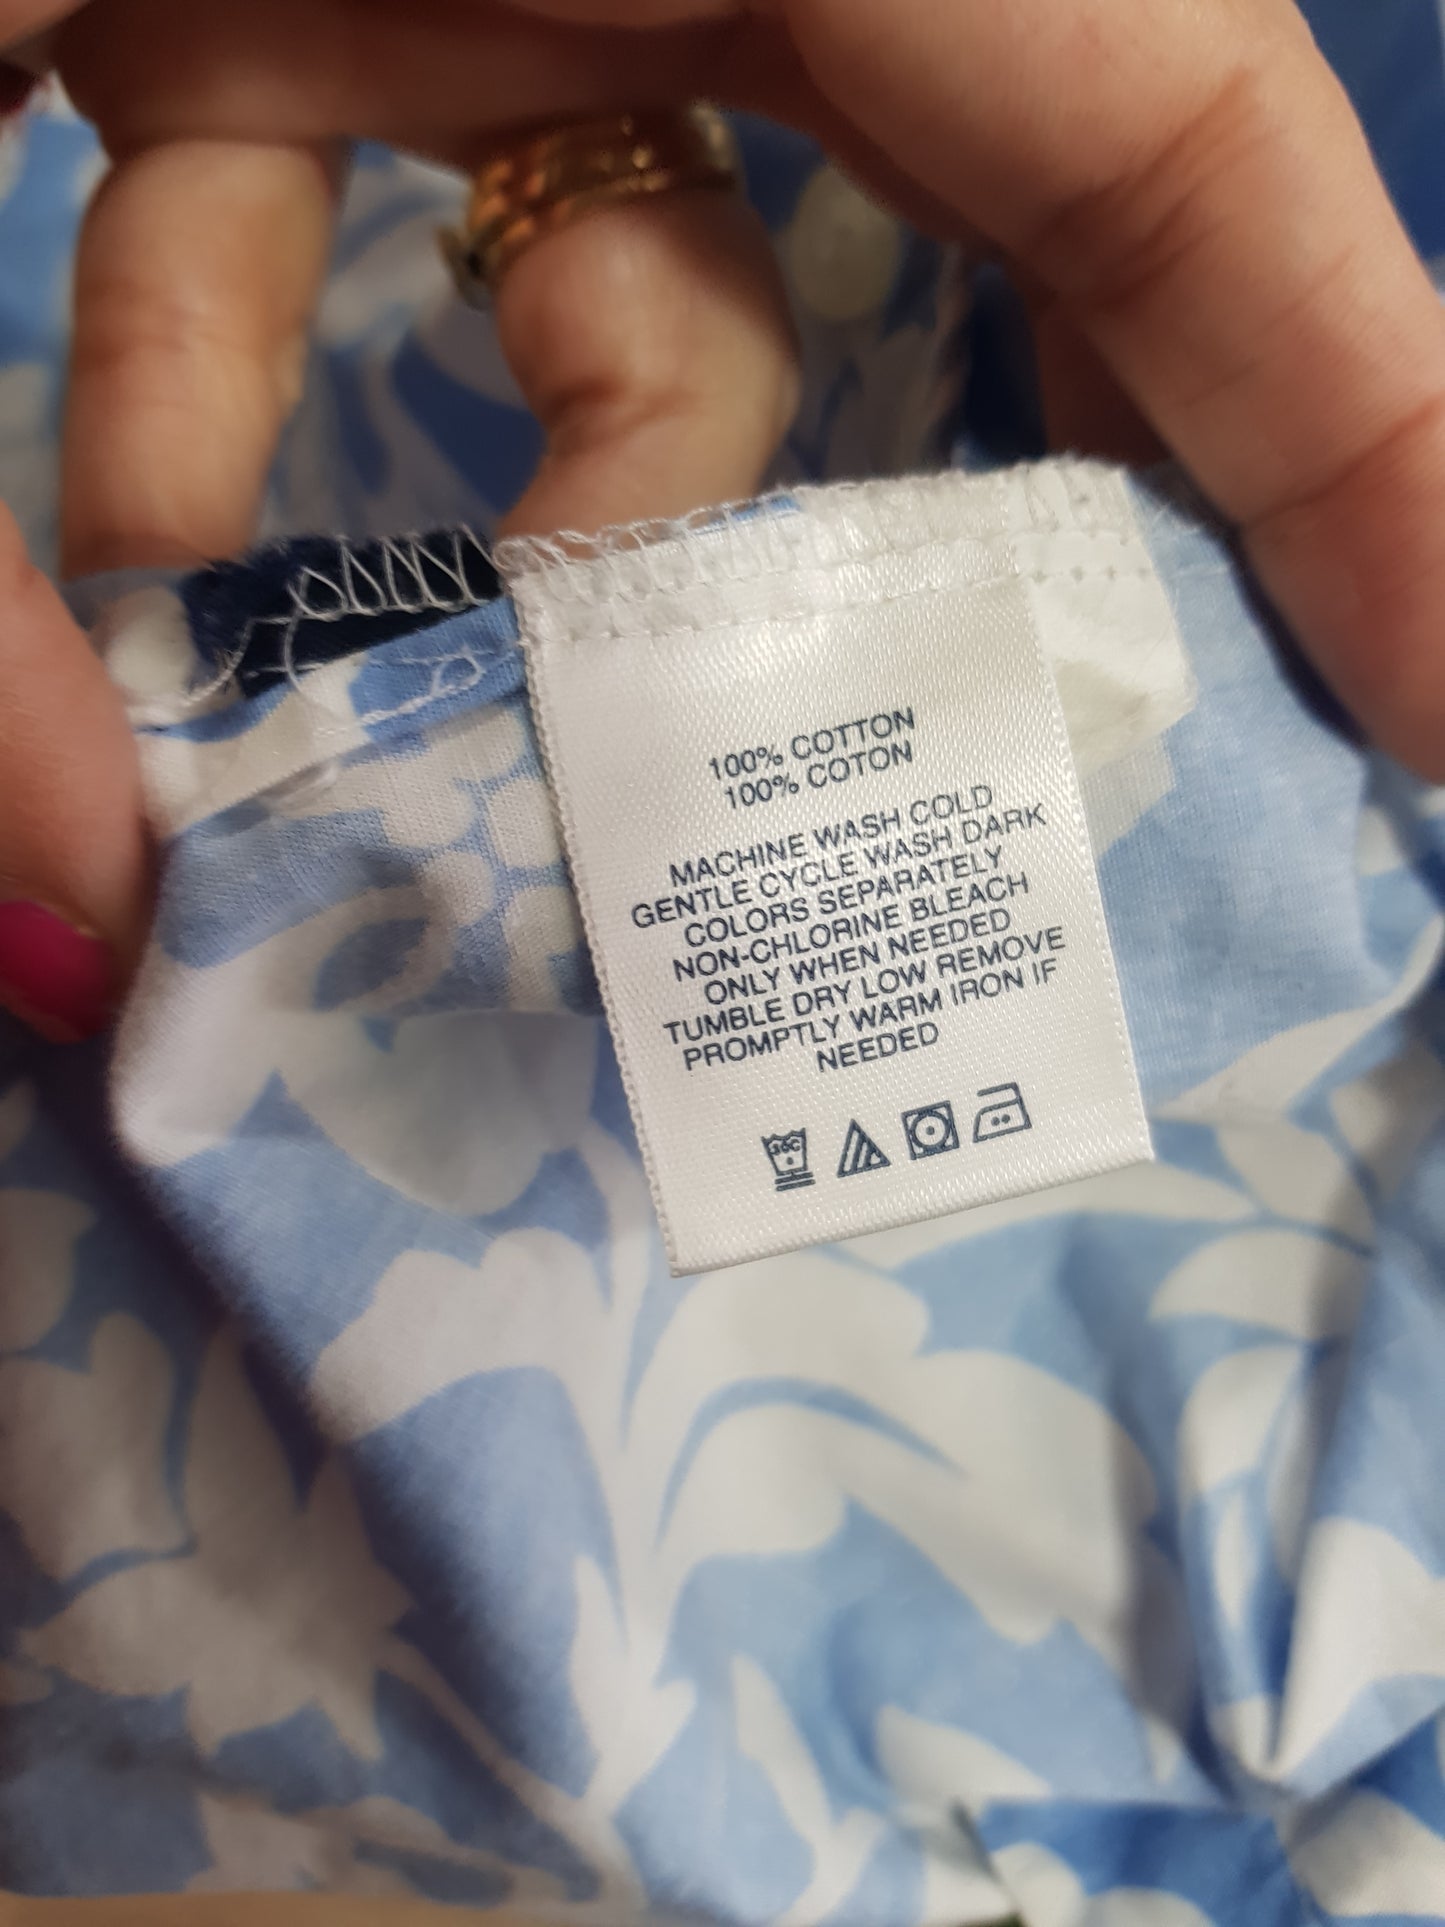 100% COTTON
100% COTON
MACHINE WASH COLD
GENTLE CYCLE WASH DARK
COLORS SEPARATELY
NON-CHLORINE BLEACH
ONLY WHEN NEEDED
TUMBLE DRY LOW REMOVE
PROMPTLY WARM IRON IF
NEEDED
30C